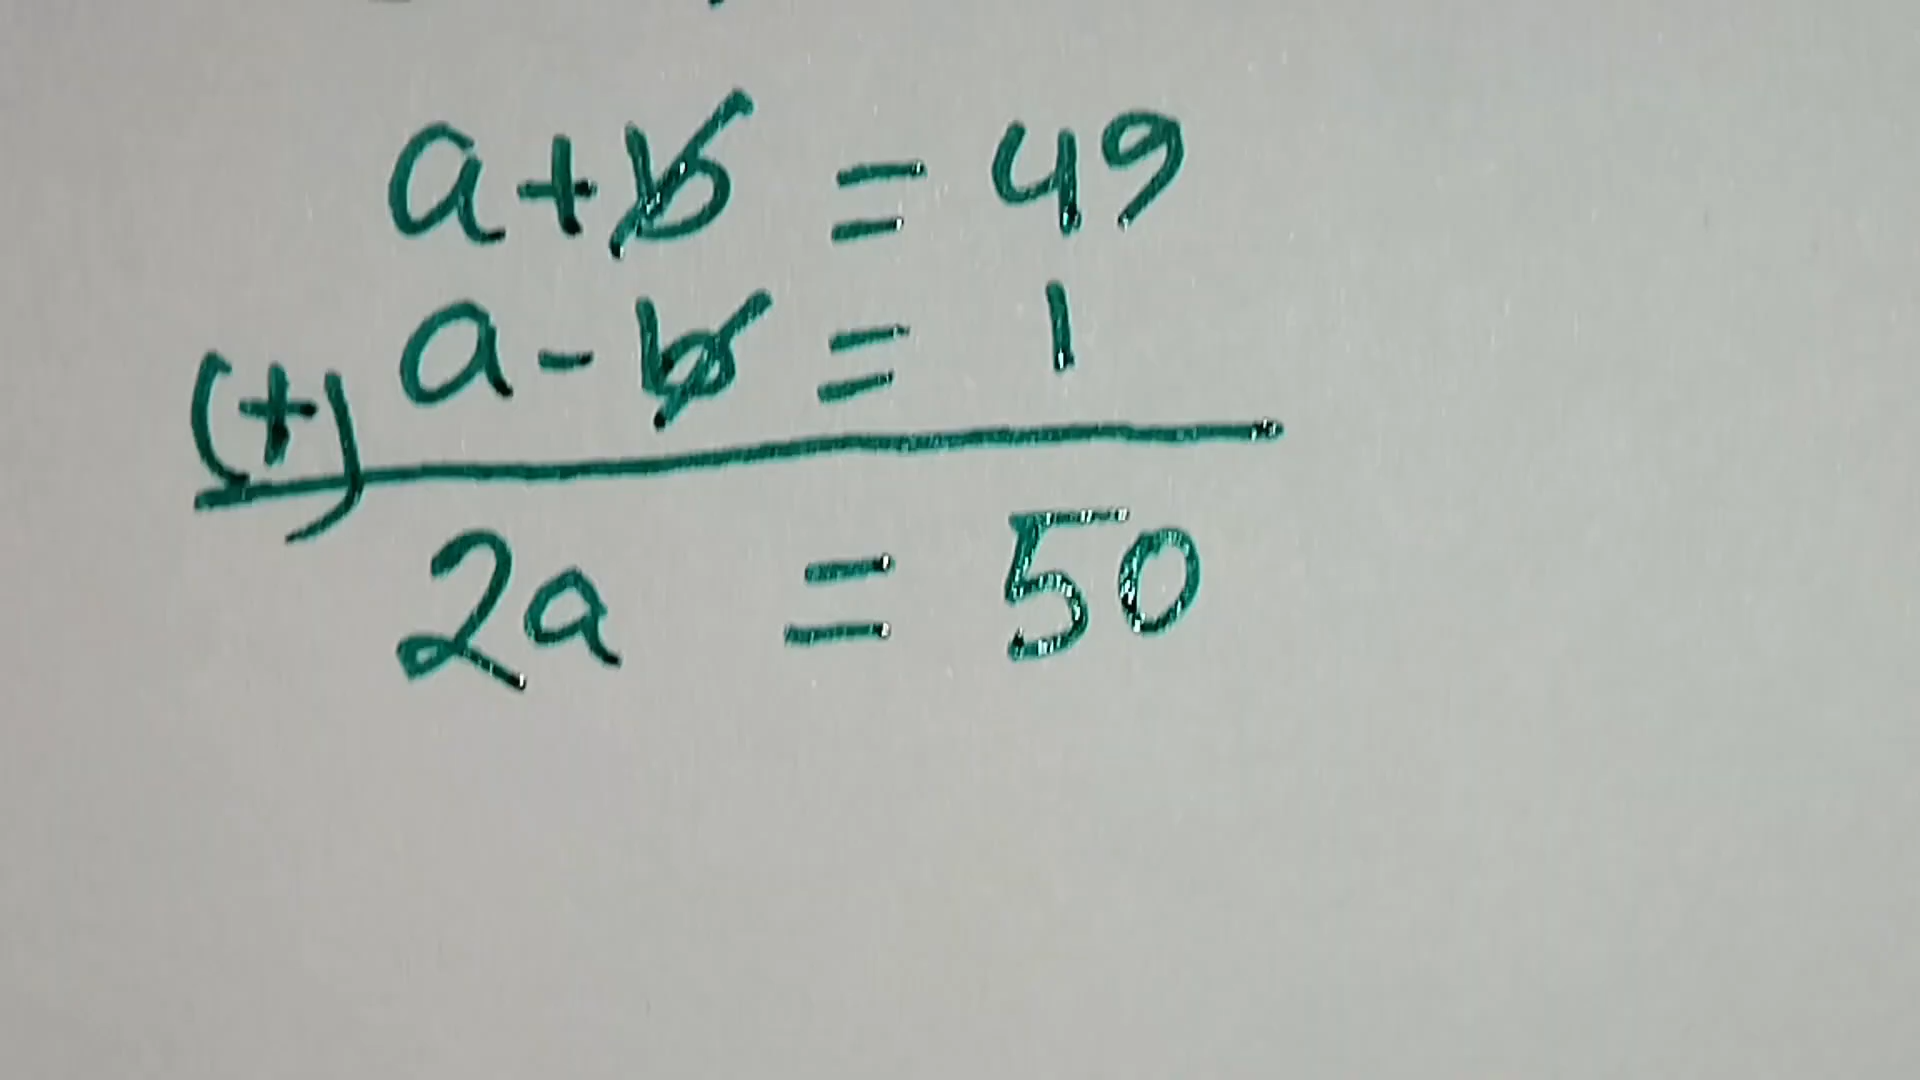 a+b = 49
(+) a-b = 1
2a = 50